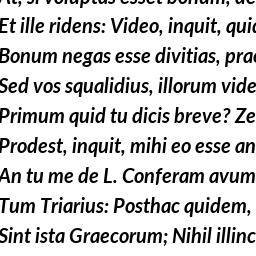 At, si voluptas esset bonum, de
Et ille ridens: Video, inquit, qui
Bonum negas esse divitias, prae
Sed vos squalidius, illorum vide
Primum quid tu dicis breve? Ze
Prodest, inquit, mihi eo esse an
An tu me de L. Conferam avum
Tum Triarius: Posthac quidem,
Sint ista Graecorum; Nihil illinc